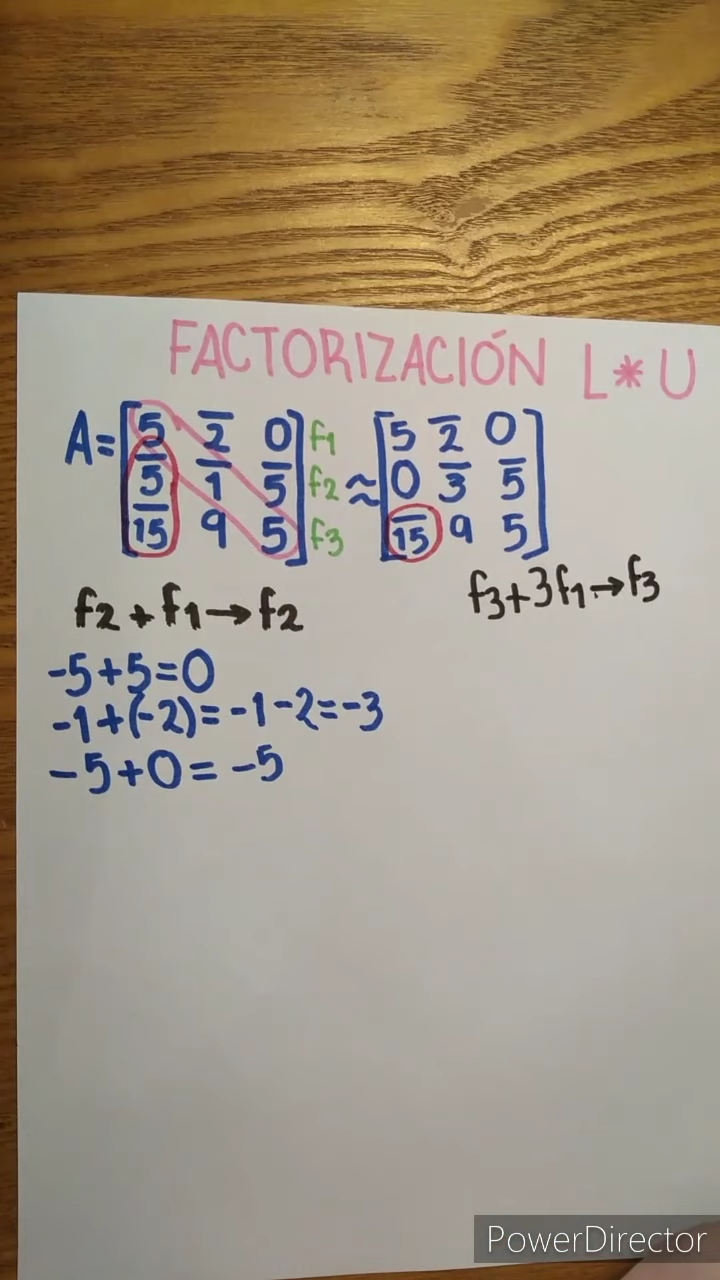 FACTORIZACIÓN L*U
A = [5 -2 0] f1 ≈ [5 -2 0]
[-5 -1 -5] f2 [0 -3 -5]
[-15 9 5] f3 [-15 9 5]
f2 + f1 → f2
f3+3f1→f3
-5+5=0
-1+(-2)=-1-2=-3
-5+0=-5
PowerDirector